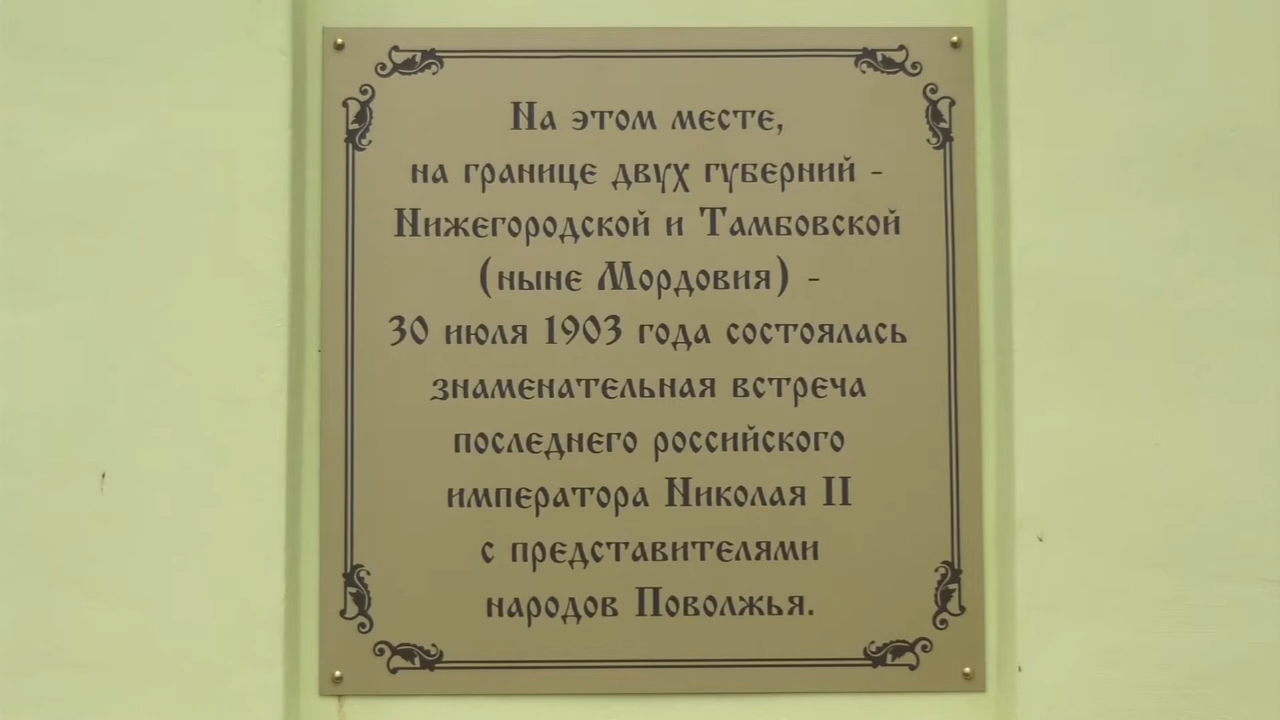 На этом месте,
на границе двух губерний -
Нижегородской и Тамбовской
(ныне Мордовия) -
30 июля 1903 года состоялась
знаменательная встреча
последнего российского
императора Николая II
с представителями
народов Поволжья.